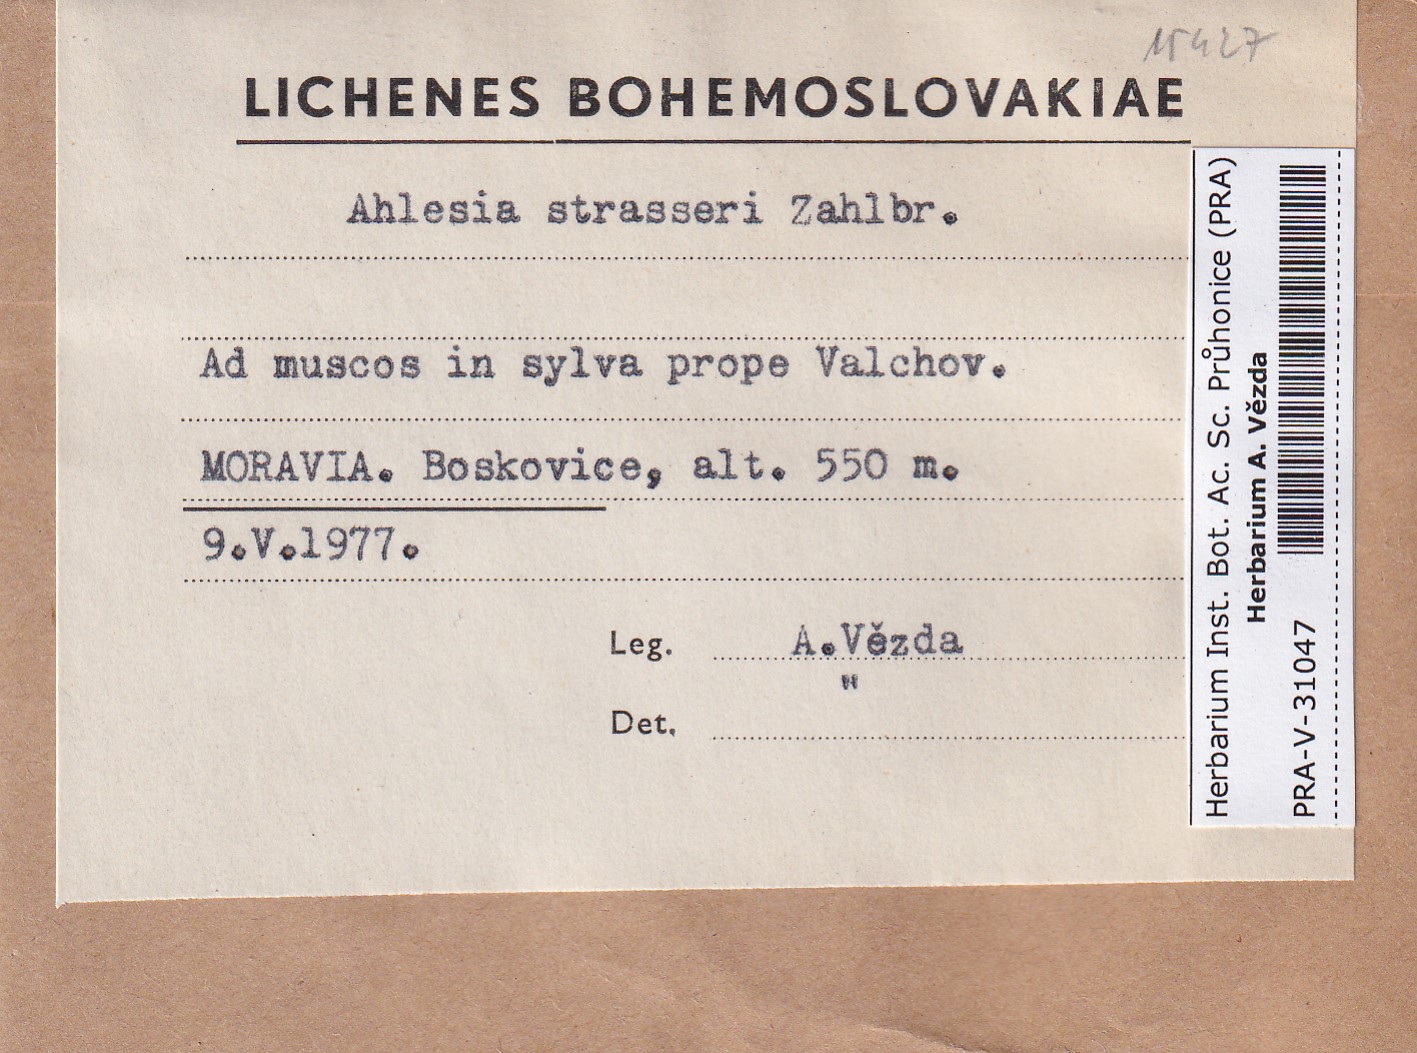 15427
LICHENES BOHEMOSLOVAKIAE
Ahlesia strasseri Zahlbr.
Ad muscos in sylva prope Valchov.
MORAVIA. Boskovice, alt. 550 m.
9.V.1977.
Leg. A.Vězda
"
Det.
Herbarium Inst. Bot. Ac. Sc. Průhonice (PRA)
Herbarium A. Vězda
PRA-V-31047